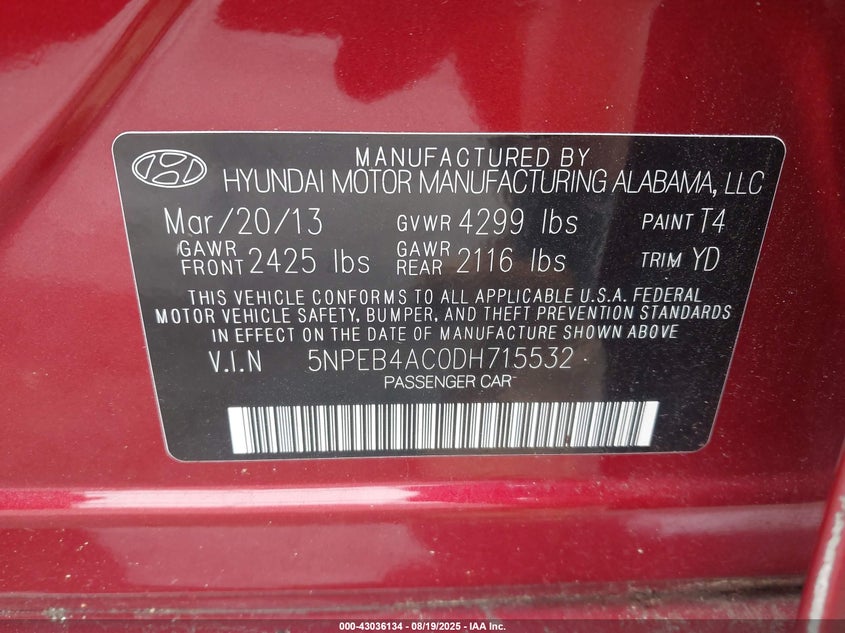 MANUFACTURED BY
HYUNDAI MOTOR MANUFACTURING ALABAMA, LLC
Mar/20/13 GVWR 4299 lbs PAINT T4
GAWR FRONT 2425 lbs GAWR REAR 2116 lbs TRIM YD
THIS VEHICLE CONFORMS TO ALL APPLICABLE U.S.A. FEDERAL
MOTOR VEHICLE SAFETY, BUMPER, AND THEFT PREVENTION STANDARDS
IN EFFECT ON THE DATE OF MANUFACTURE SHOWN ABOVE
V.I.N 5NPEB4AC0DH715532
PASSENGER CAR
000-43036134 - 08/19/2025 - IAA Inc.